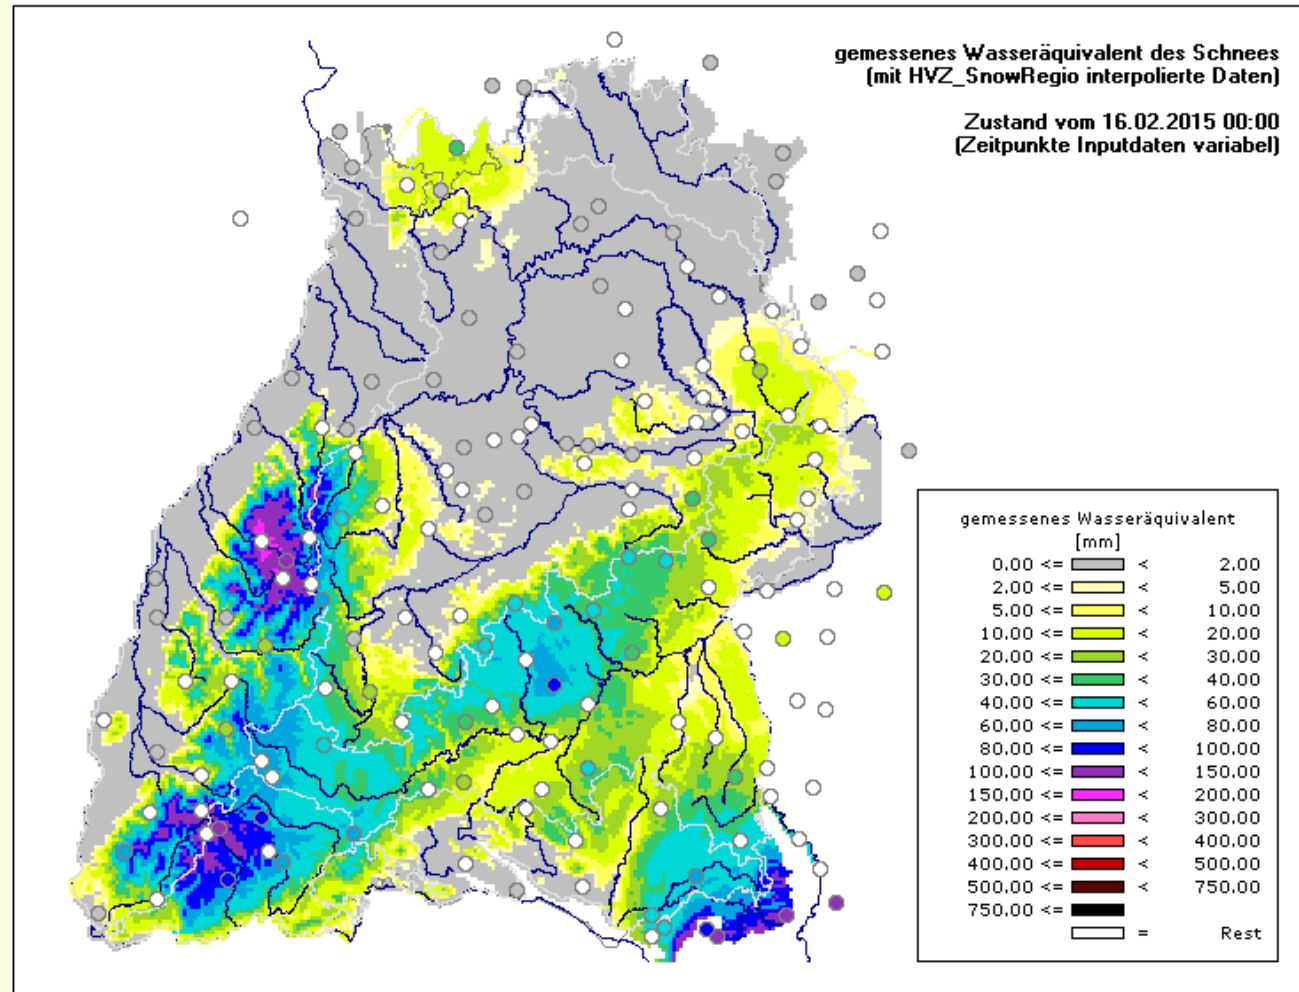 gemessenes Wasseräquivalent des Schnees
(mit HVZ_SnowRegio interpolierte Daten)
Zustand vom 16.02.2015 00:00
(Zeitpunkte Inputdaten variabel)
gemessenes Wasseräquivalent
[mm]
0.00 <= < 2.00
2.00 <= < 5.00
5.00 <= < 10.00
10.00 <= < 20.00
20.00 <= < 30.00
30.00 <= < 40.00
40.00 <= < 60.00
60.00 <= < 80.00
80.00 <= < 100.00
100.00 <= < 150.00
150.00 <= < 200.00
200.00 <= < 300.00
300.00 <= < 400.00
400.00 <= < 500.00
500.00 <= < 750.00
750.00 <=
= Rest